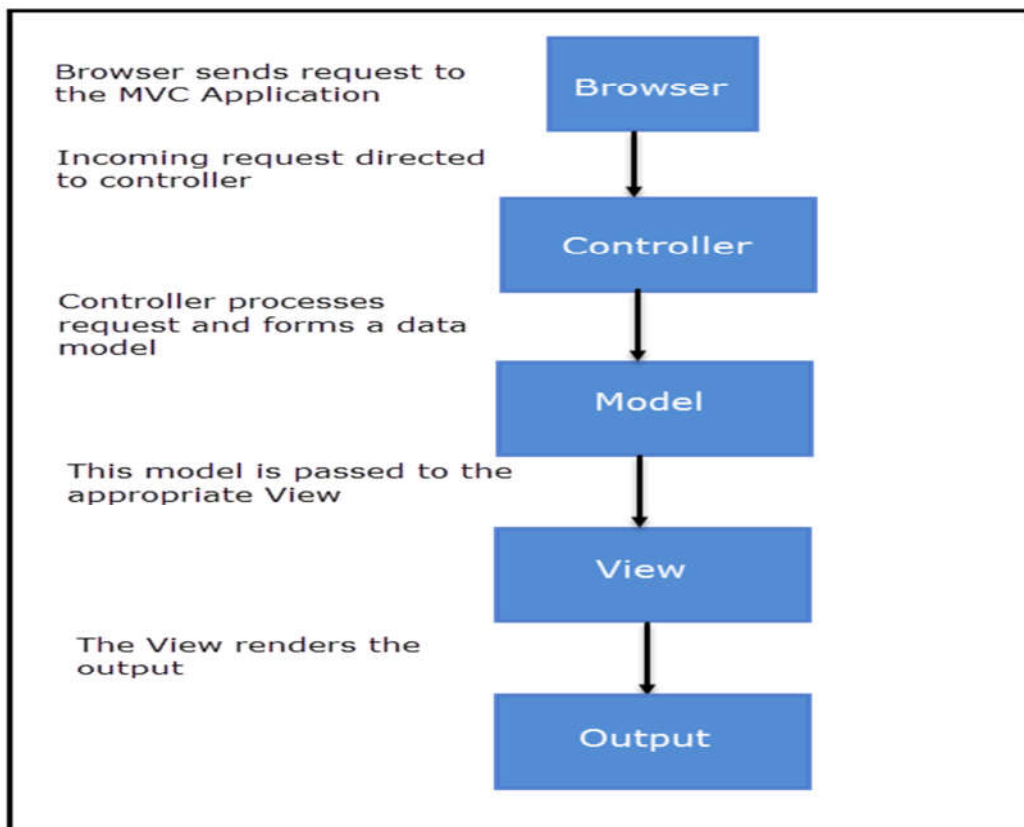 Browser sends request to
the MVC Application
Browser
Incoming request directed
to controller
Controller
Controller processes
request and forms a data
model
Model
This model is passed to the
appropriate View
View
The View renders the
output
Output